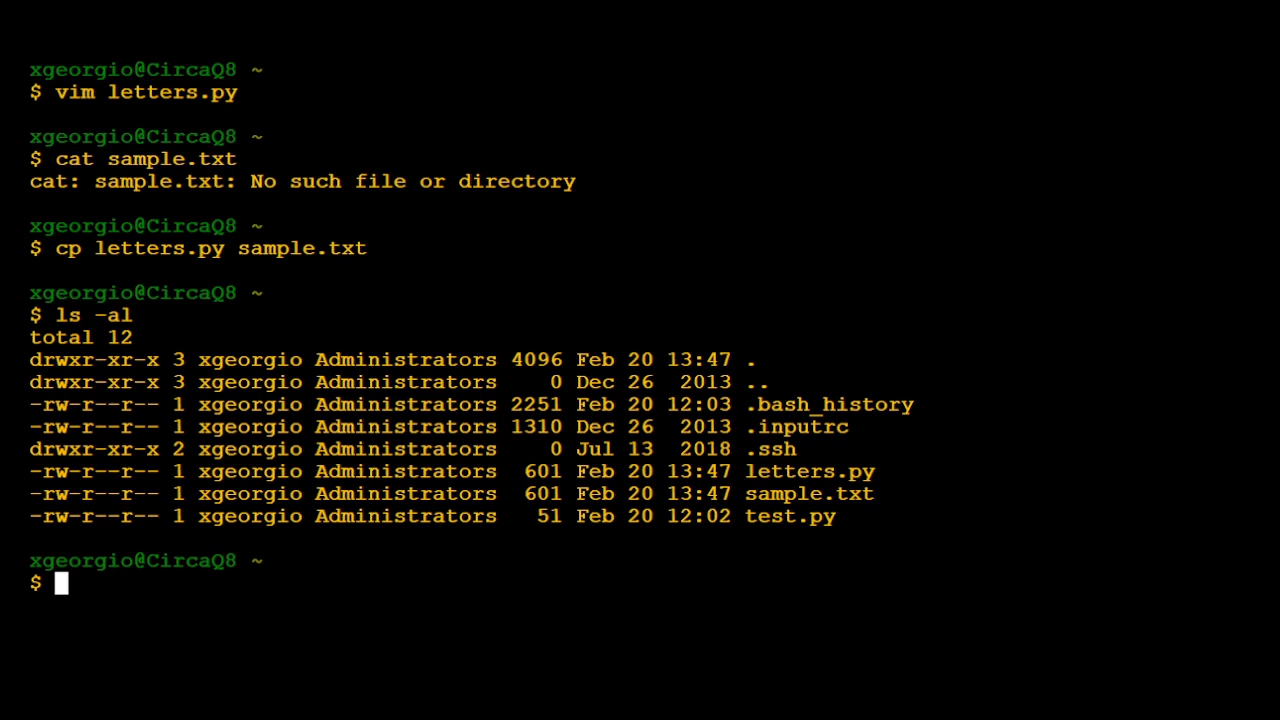 xgeorgio@CircaQ8 ~
$ vim letters.py
xgeorgio@CircaQ8 ~
$ cat sample.txt
cat: sample.txt: No such file or directory
xgeorgio@CircaQ8 ~
$ cp letters.py sample.txt
xgeorgio@CircaQ8 ~
$ ls -al
total 12
drwxr-xr-x 3 xgeorgio Administrators 4096 Feb 20 13:47 .
drwxr-xr-x 3 xgeorgio Administrators    0 Dec 26  2013 ..
-rw-r--r-- 1 xgeorgio Administrators 2251 Feb 20 12:03 .bash_history
-rw-r--r-- 1 xgeorgio Administrators 1310 Dec 26  2013 .inputrc
drwxr-xr-x 2 xgeorgio Administrators    0 Jul 13  2018 .ssh
-rw-r--r-- 1 xgeorgio Administrators  601 Feb 20 13:47 letters.py
-rw-r--r-- 1 xgeorgio Administrators  601 Feb 20 13:47 sample.txt
-rw-r--r-- 1 xgeorgio Administrators   51 Feb 20 12:02 test.py
xgeorgio@CircaQ8 ~
$